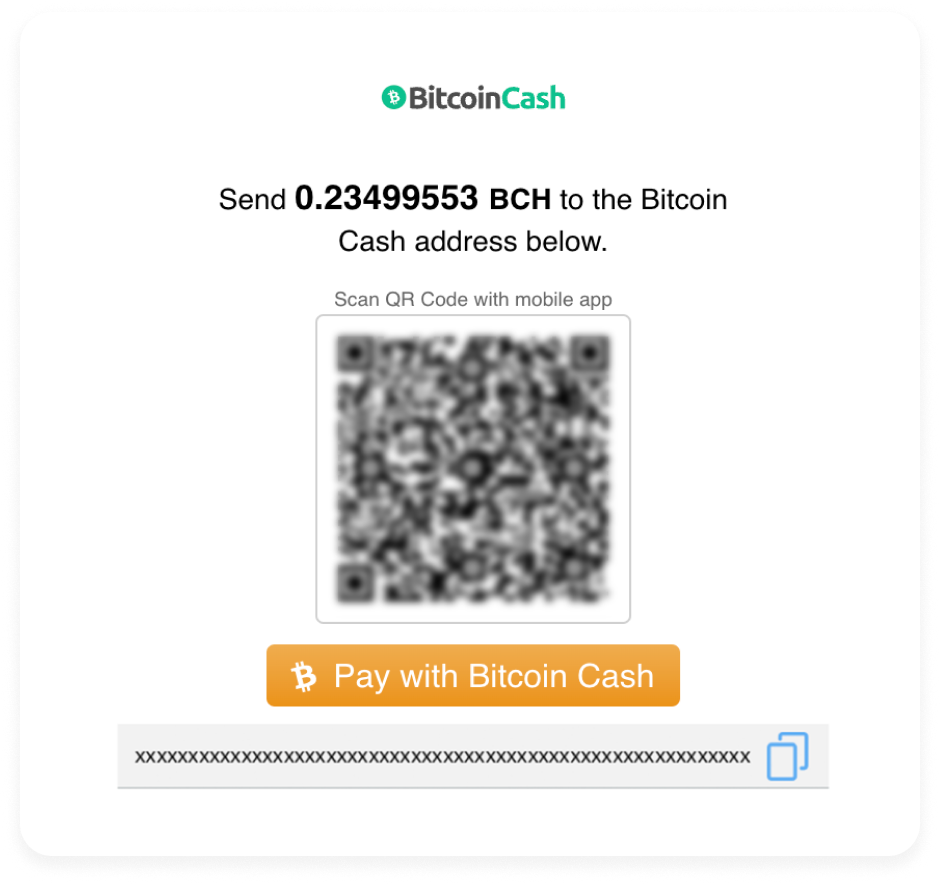 BitcoinCash
Send 0.23499553 BCH to the Bitcoin
Cash address below.
Scan QR Code with mobile app
Pay with Bitcoin Cash
xxxxxxxxxxxxxxxxxxxxxxxxxxxxxxxxxxxxxxxxxxxxxxxxxxxxxxxxxx